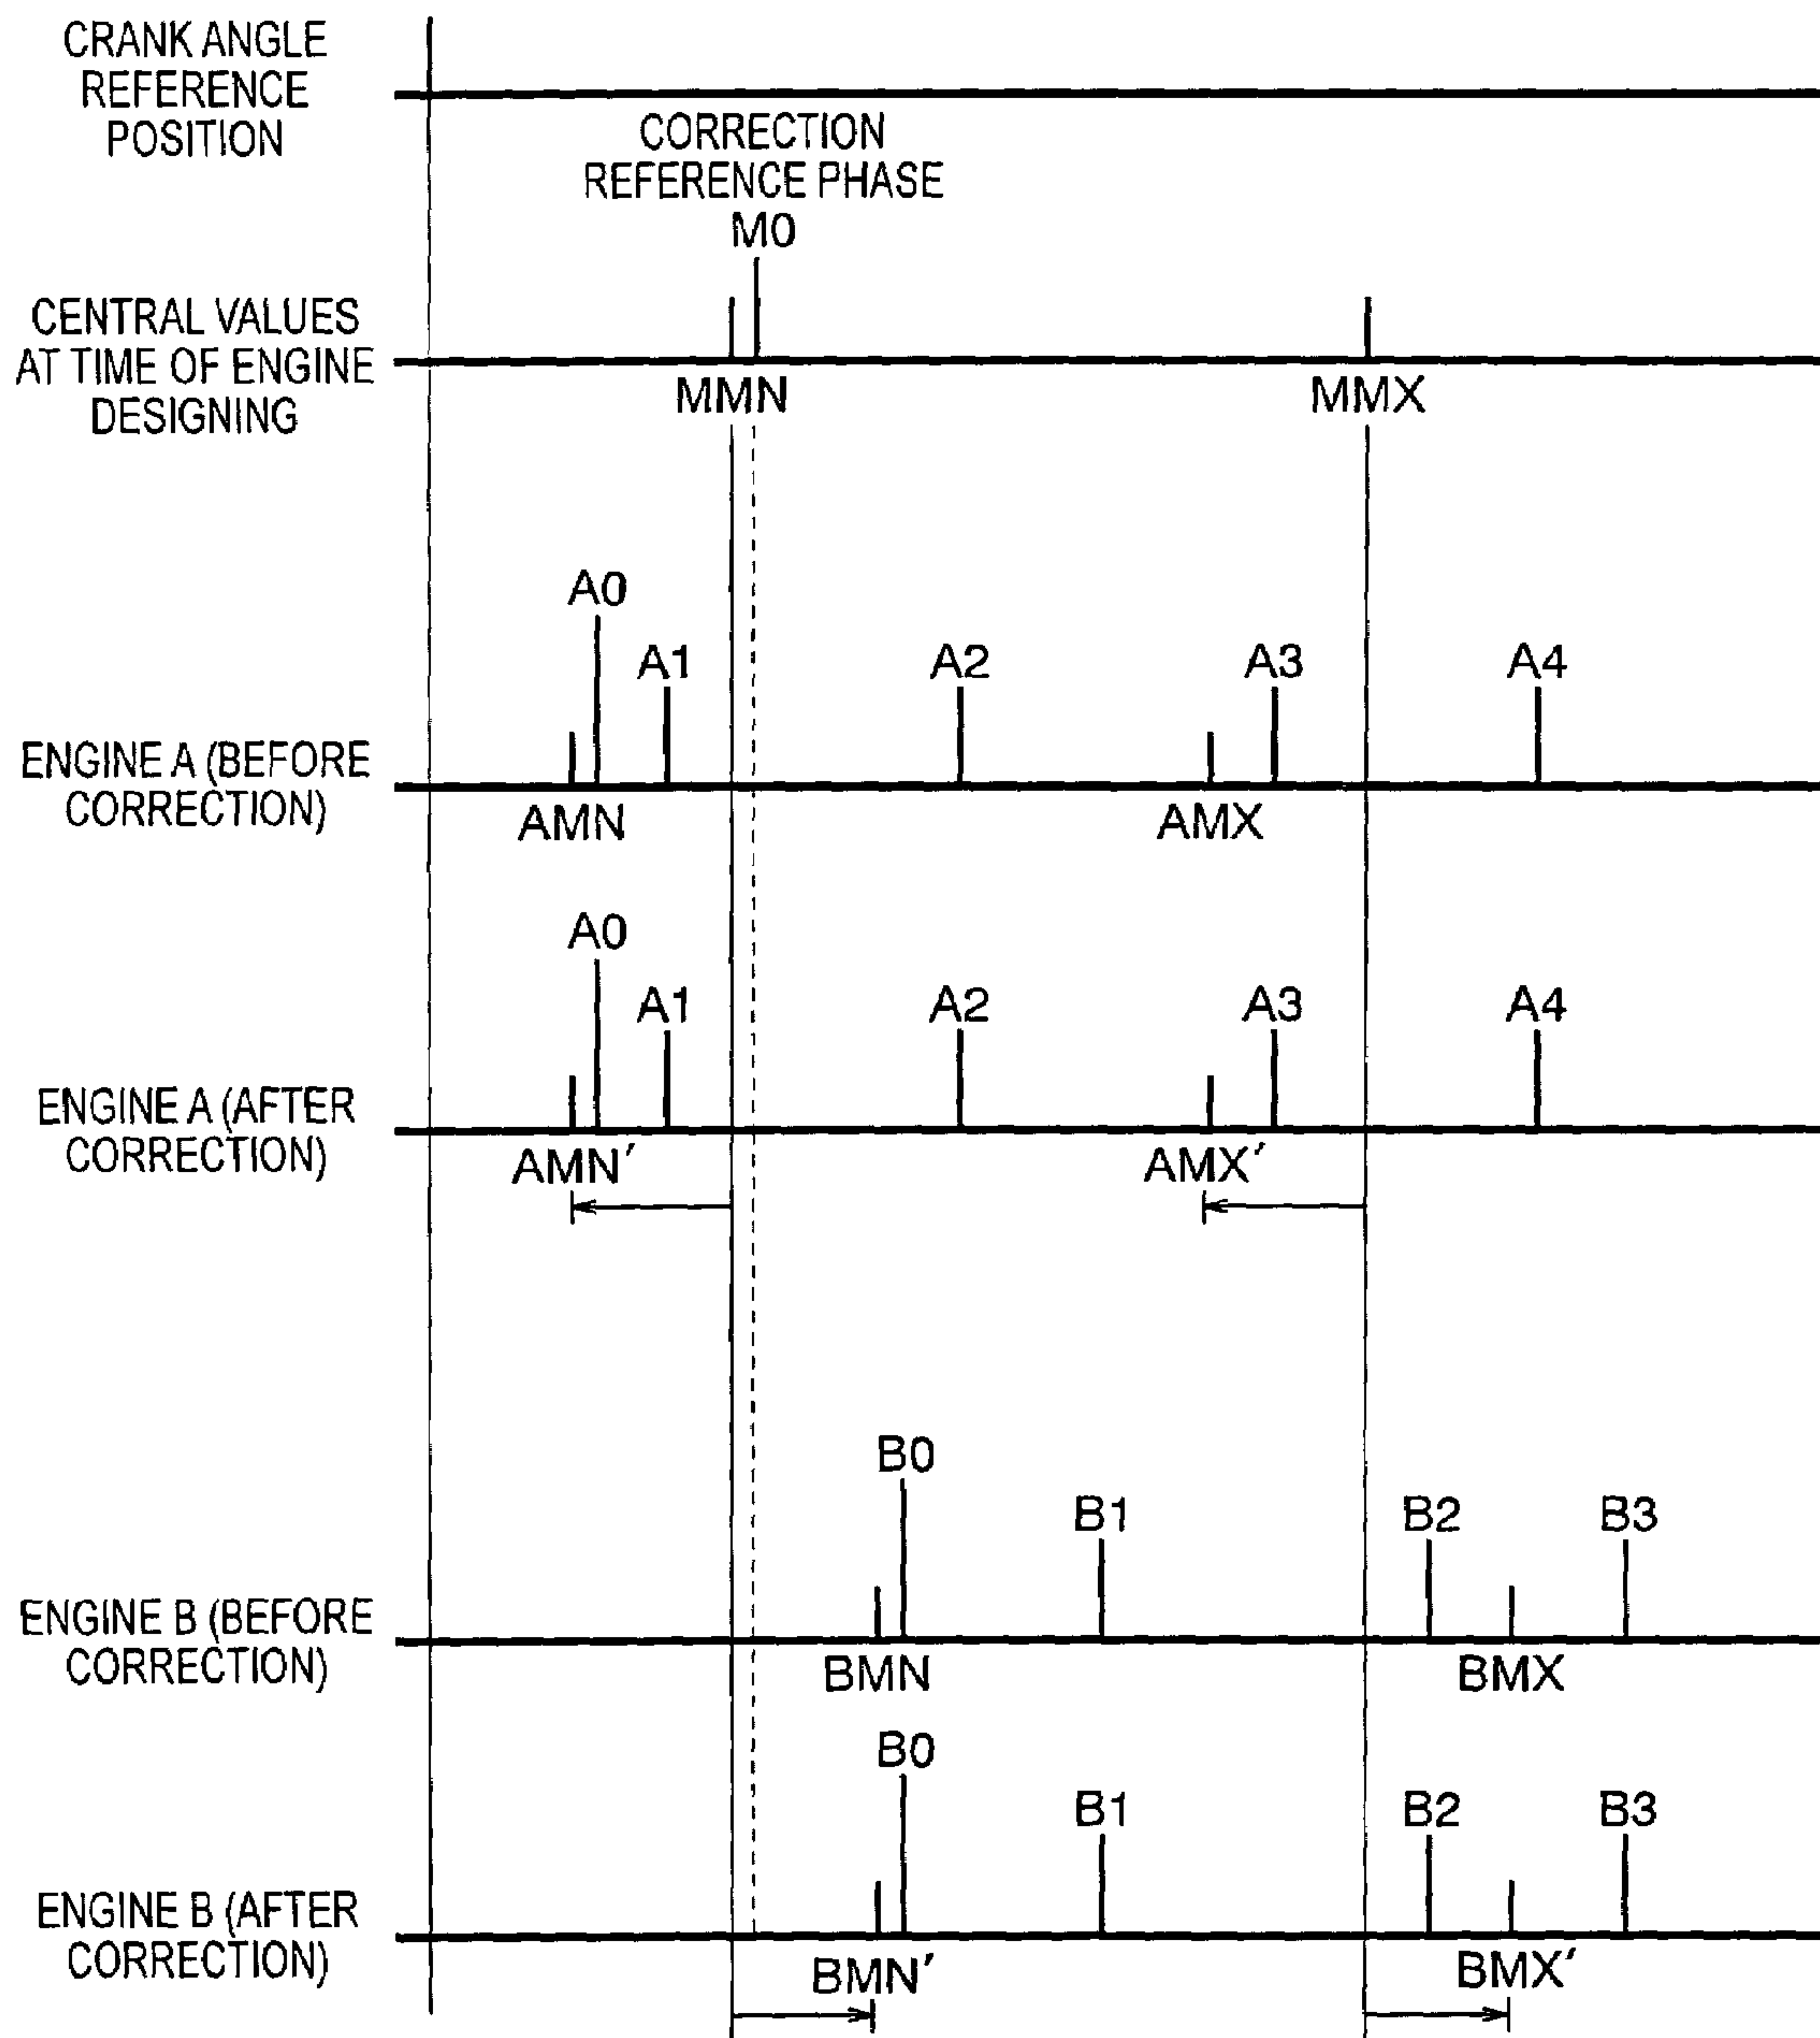 CRANK ANGLE
REFERENCE
POSITION
CORRECTION
REFERENCE PHASE
M0
CENTRAL VALUES
AT TIME OF ENGINE
DESIGNING
MMN
MMX
A0
A1
A2
A3
A4
ENGINE A (BEFORE
CORRECTION)
AMN
AMX
A0
A1
A2
A3
A4
ENGINE A (AFTER
CORRECTION)
AMN′
AMX′
B0
B1
B2
B3
ENGINE B (BEFORE
CORRECTION)
BMN
BMX
B0
B1
B2
B3
ENGINE B (AFTER
CORRECTION)
BMN′
BMX′